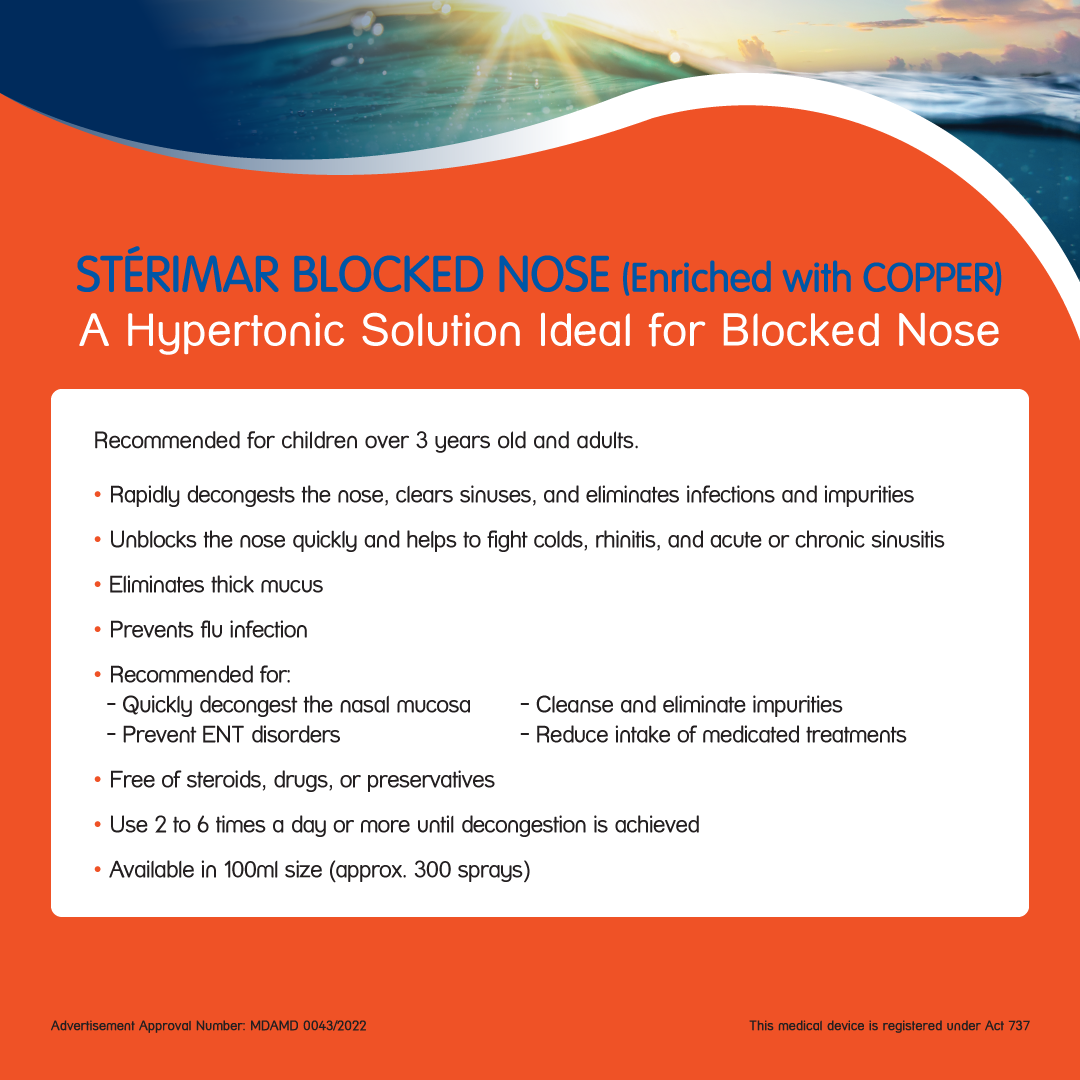 STÉRIMAR BLOCKED NOSE (Enriched with COPPER)
A Hypertonic Solution Ideal for Blocked Nose
Recommended for children over 3 years old and adults.
• Rapidly decongests the nose, clears sinuses, and eliminates infections and impurities
• Unblocks the nose quickly and helps to fight colds, rhinitis, and acute or chronic sinusitis
• Eliminates thick mucus
• Prevents flu infection
• Recommended for:
- Quickly decongest the nasal mucosa - Cleanse and eliminate impurities
- Prevent ENT disorders - Reduce intake of medicated treatments
• Free of steroids, drugs, or preservatives
• Use 2 to 6 times a day or more until decongestion is achieved
• Available in 100ml size (approx. 300 sprays)
Advertisement Approval Number: MDAMD 0043/2022 This medical device is registered under Act 737